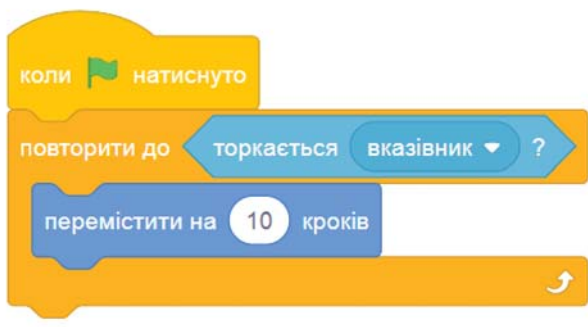 коли натиснуто
повторити до торкається вказівник ?
перемістити на 10 кроків